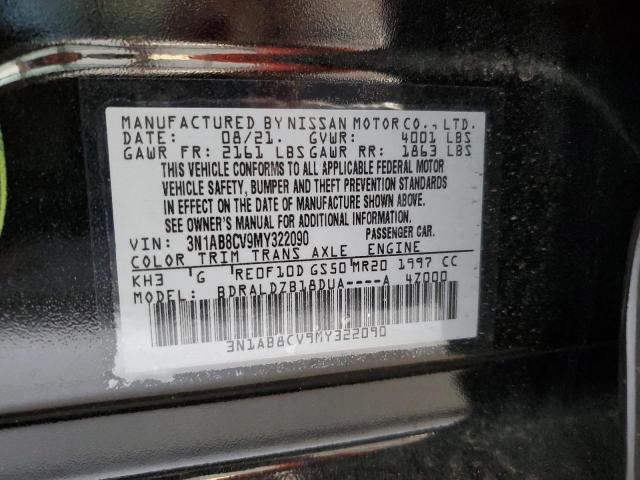 MANUFACTURED BY NISSAN MOTOR CO., LTD.
DATE: 08/21. GVWR: 4001 LBS
GAWR FR: 2161 LBS GAWR RR: 1863 LBS
THIS VEHICLE CONFORMS TO ALL APPLICABLE FEDERAL MOTOR
VEHICLE SAFETY, BUMPER AND THEFT PREVENTION STANDARDS
IN EFFECT ON THE DATE OF MANUFACTURE SHOWN ABOVE.
SEE OWNER'S MANUAL FOR ADDITIONAL INFORMATION.
VIN: 3N1AB8CV9MY322090 PASSENGER CAR.
COLOR TRIM TRANS AXLE ENGINE
KH3 G RE0F10D GS50 MR20 1997 CC
MODEL: BDRALDZB18DUA----A 4Z000
3N1AB8CV9MY322090